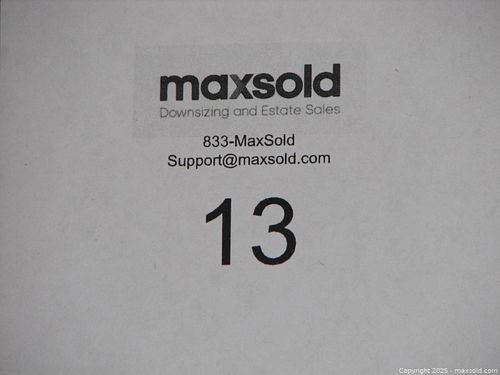 maxsold
Downsizing and Estate Sales
833-MaxSold
Support@maxsold.com
13
Copyright 2025 - maxsold.com